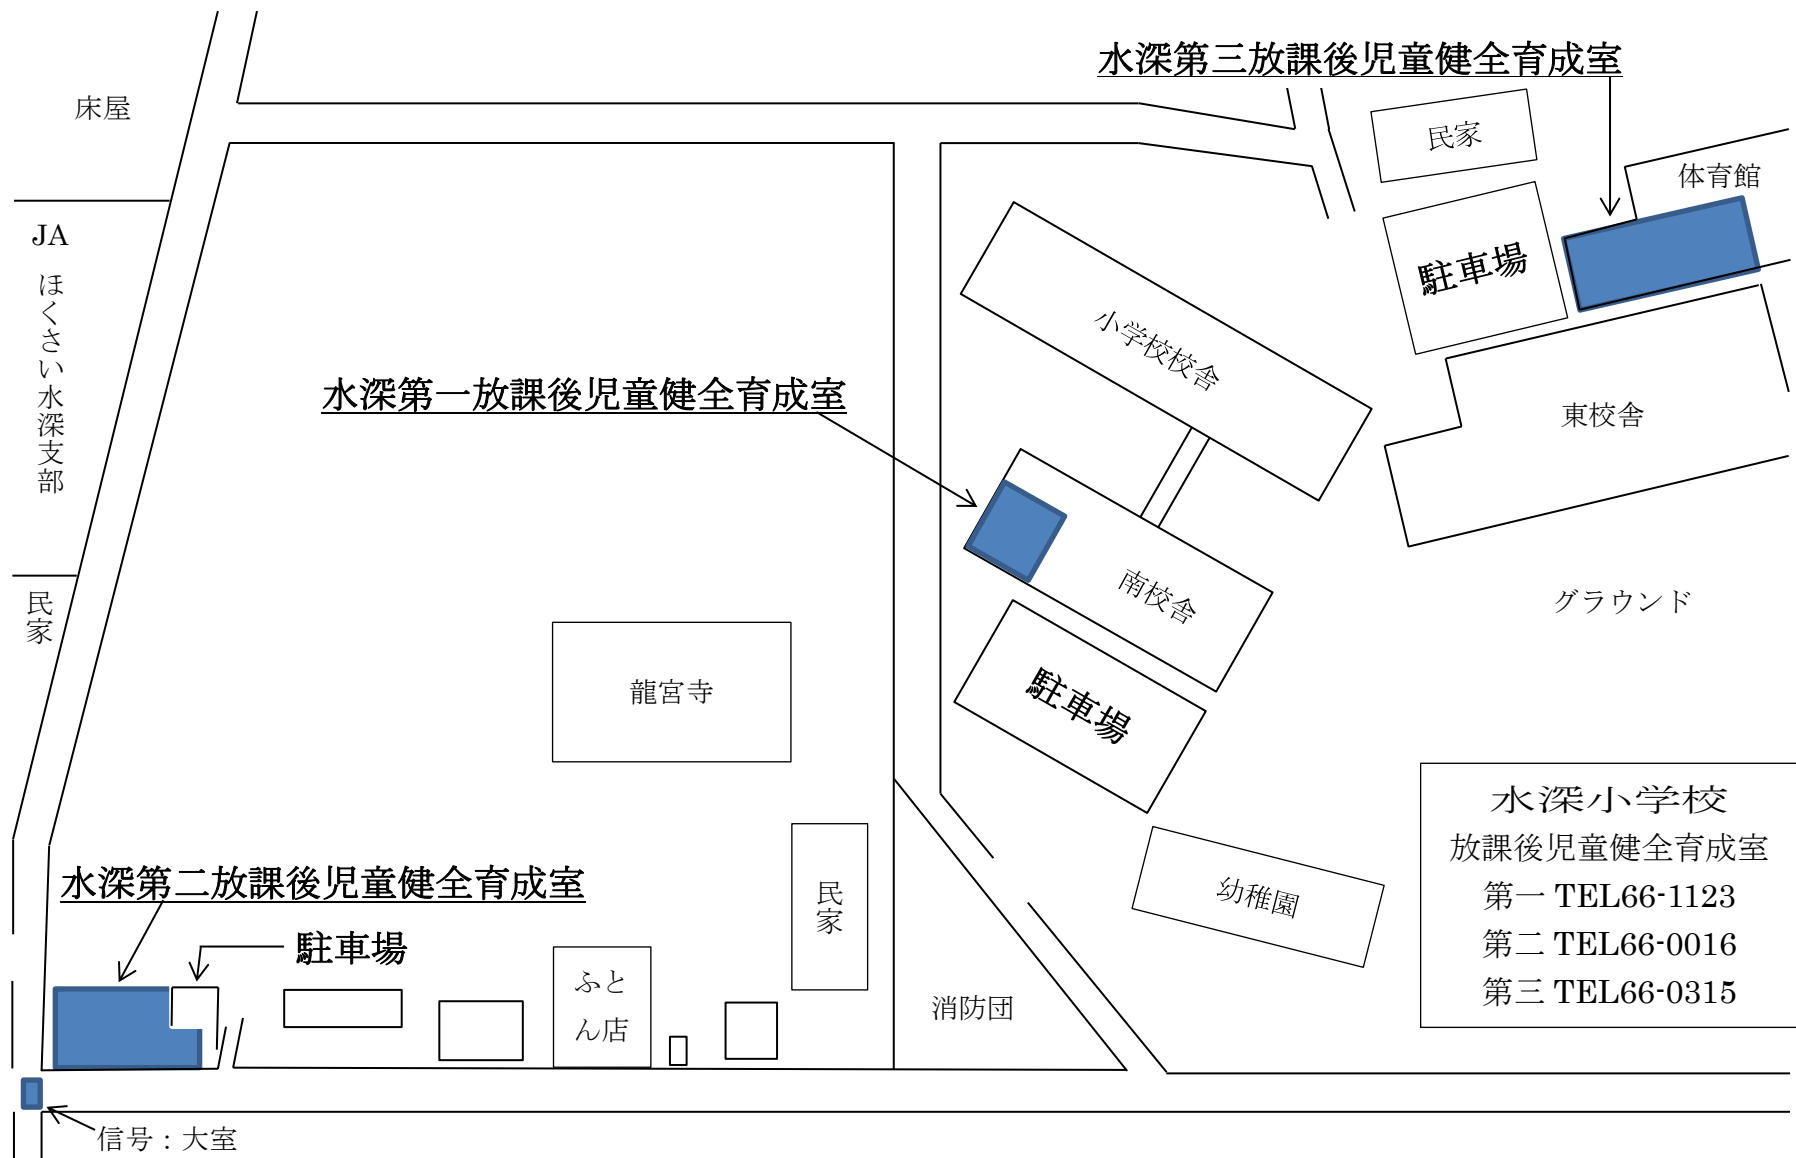 水深第三放課後児童健全育成室
床屋
民家
体育館
JA
ほくさい水深支部
駐車場
小学校校舎
水深第一放課後児童健全育成室
東校舎
南校舎
グラウンド
民家
龍宮寺
駐車場
水深小学校
放課後児童健全育成室
第一 TEL66-1123
第二 TEL66-0016
第三 TEL66-0315
水深第二放課後児童健全育成室
民家
幼稚園
駐車場
ふと
ん店
消防団
信号：大室